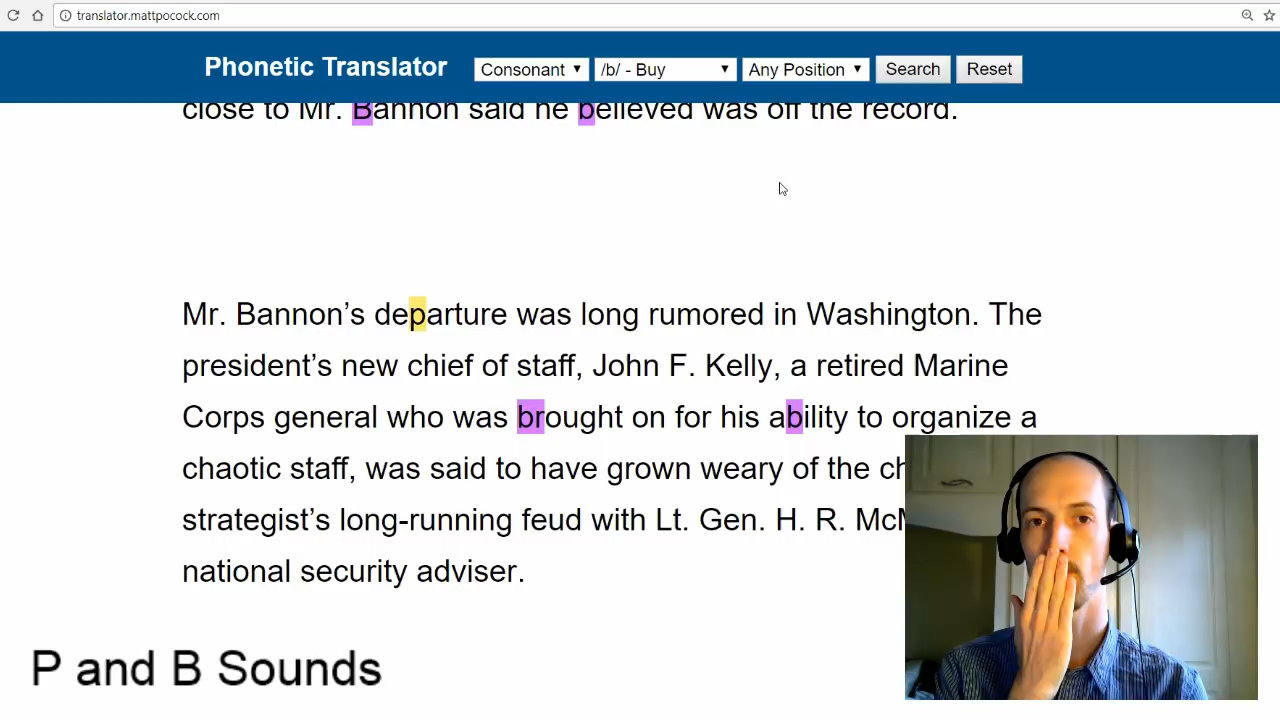 translator.mattpocock.com
Phonetic Translator Consonant /b/ - Buy Any Position Search Reset
close to Mr. Bannon said he believed was off the record.
Mr. Bannon’s departure was long rumored in Washington. The
president’s new chief of staff, John F. Kelly, a retired Marine
Corps general who was brought on for his ability to organize a
chaotic staff, was said to have grown weary of the
strategist’s long-running feud with Lt. Gen. H. R.
national security adviser.
P and B Sounds